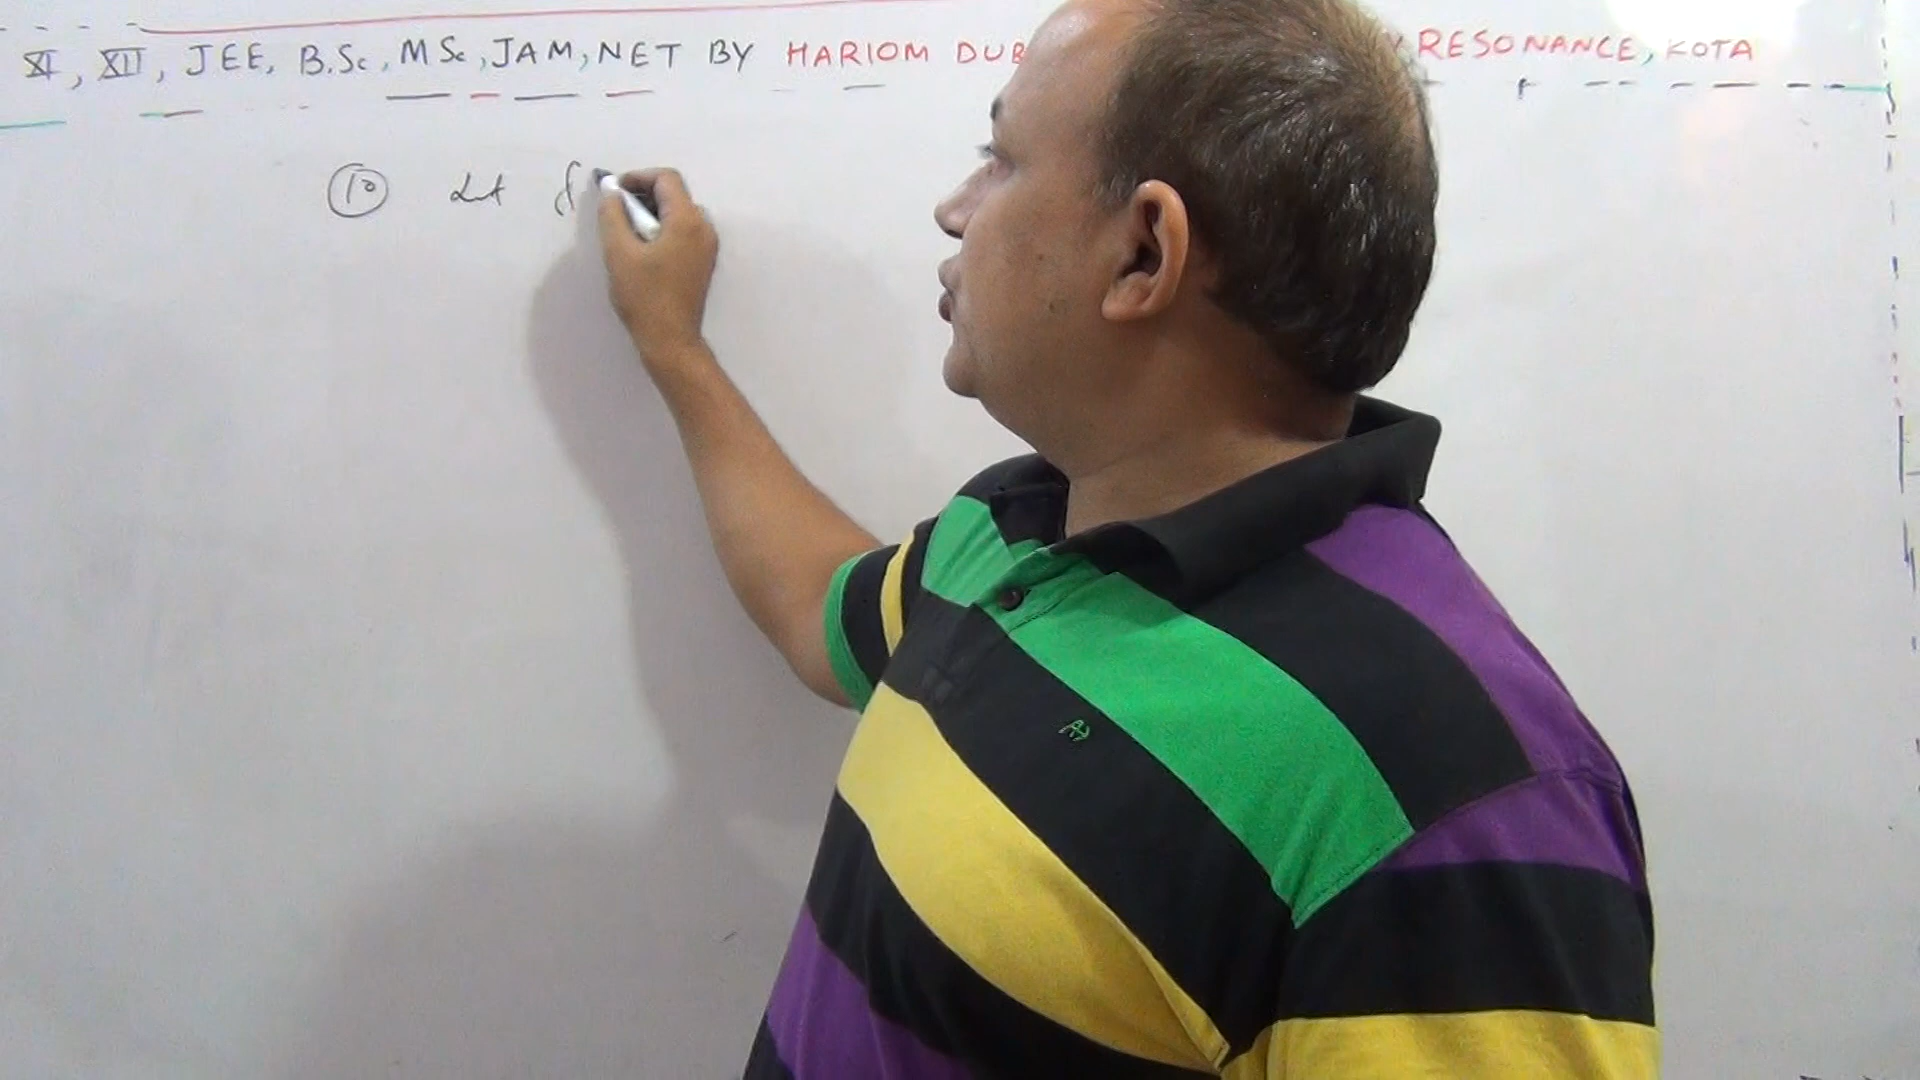 XI, XII, JEE, B.Sc, MSc, JAM, NET BY HARIOM DUB RESONANCE, KOTA
10 Let f